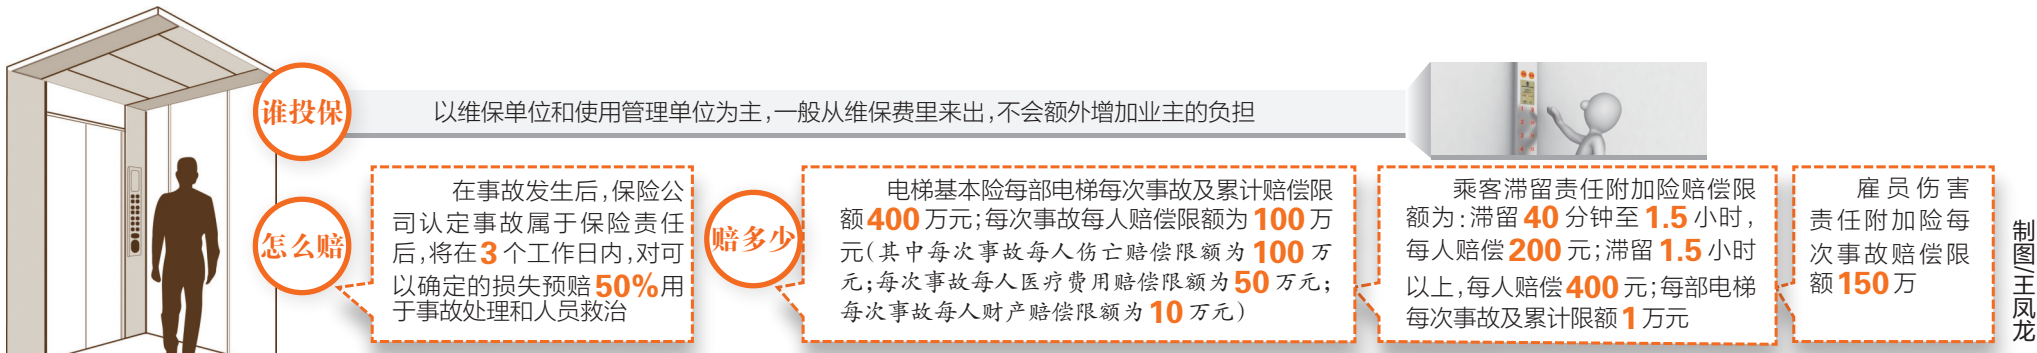 谁投保
以维保单位和使用管理单位为主,一般从维保费里来出,不会额外增加业主的负担
怎么赔
在事故发生后,保险公
司认定事故属于保险责任
后,将在3个工作日内,对可
以确定的损失预赔50%用
于事故处理和人员救治
赔多少
电梯基本险每部电梯每次事故及累计赔偿限
额400万元;每次事故每人赔偿限额为100万
元(其中每次事故每人伤亡赔偿限额为100万
元;每次事故每人医疗费用赔偿限额为50万元;
每次事故每人财产赔偿限额为10万元)
乘客滞留责任附加险赔偿限
额为:滞留40分钟至1.5小时,
每人赔偿200元;滞留1.5小时
以上,每人赔偿400元;每部电梯
每次事故及累计限额1万元
雇员伤害
责任附加险每
次事故赔偿限
额150万
制图/王凤龙